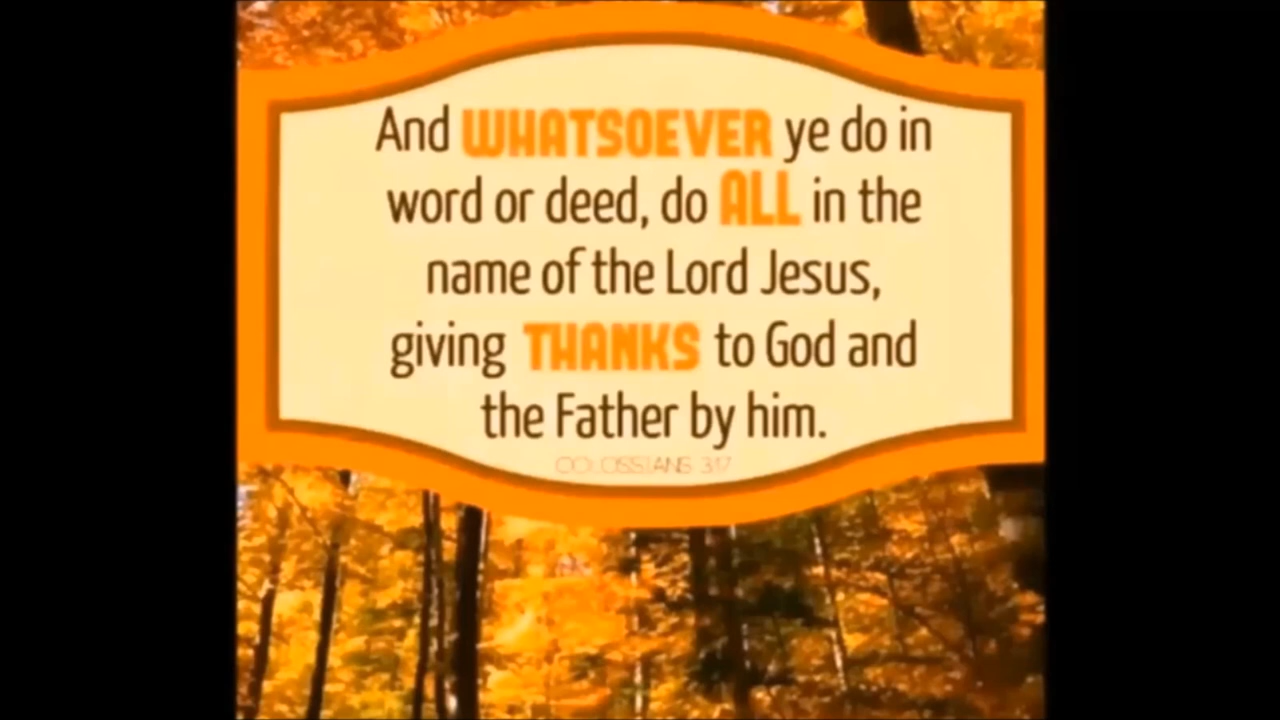 And WHATSOEVER ye do in
word or deed, do ALL in the
name of the Lord Jesus,
giving THANKS to God and
the Father by him.
COLOSSIANS 3:17